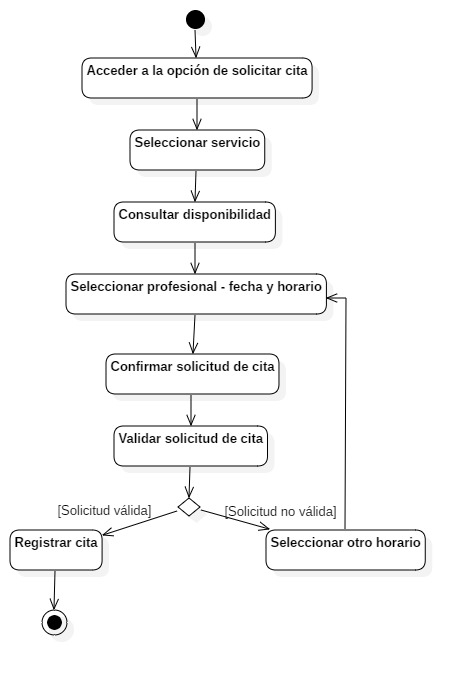 Acceder a la opción de solicitar cita
Seleccionar servicio
Consultar disponibilidad
Seleccionar profesional - fecha y horario
Confirmar solicitud de cita
Validar solicitud de cita
[Solicitud válida]
[Solicitud no válida]
Registrar cita
Seleccionar otro horario